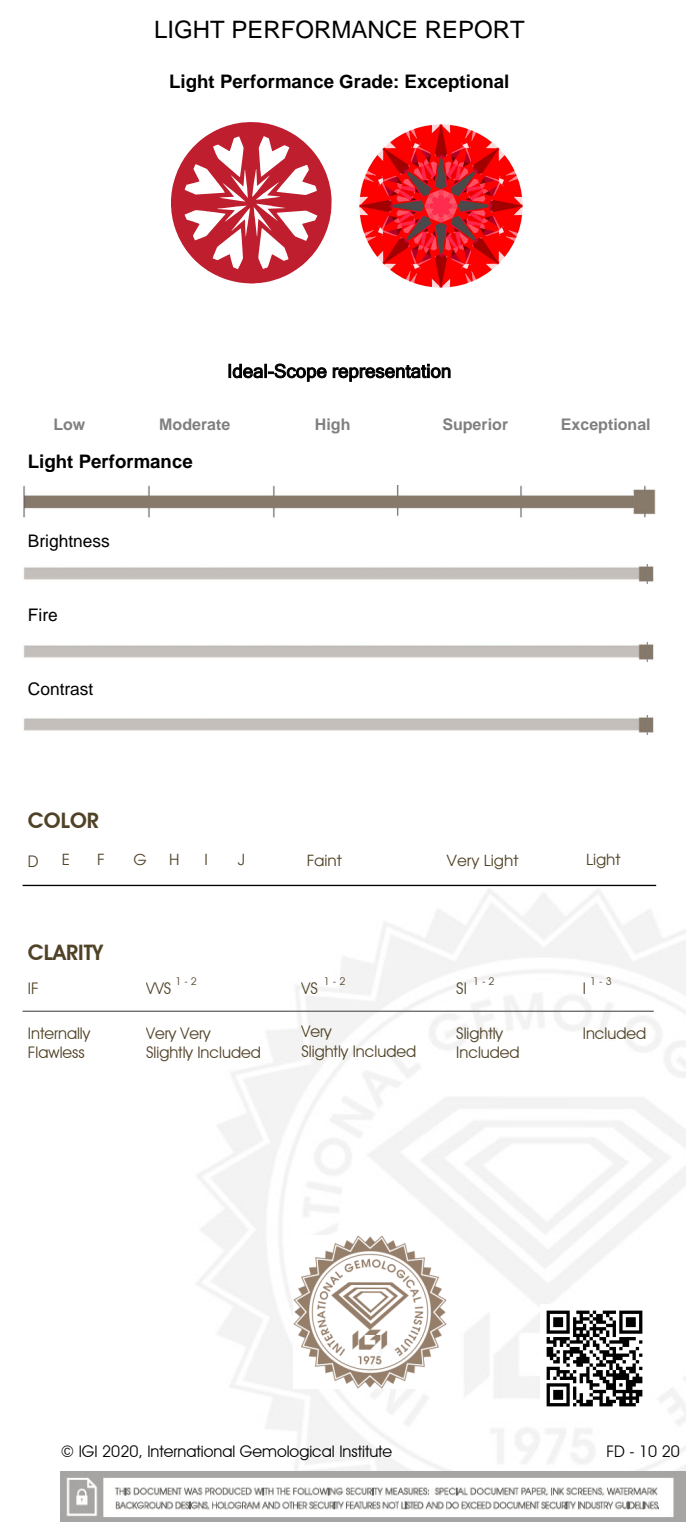 LIGHT PERFORMANCE REPORT
Light Performance Grade: Exceptional
Ideal-Scope representation
Low Moderate High Superior Exceptional
Light Performance
Brightness
Fire
Contrast
COLOR
D E F G H I J Faint Very Light Light
CLARITY
IF VVS 1 - 2 VS 1 - 2 SI 1 - 2 I 1 - 3
Internally Flawless
Very Very Slightly Included
Very Slightly Included
Slightly Included
Included
INTERNATIONAL GEMOLOGICAL INSTITUTE
IGI
1975
1975
© IGI 2020, International Gemological Institute FD - 10 20
THIS DOCUMENT WAS PRODUCED WITH THE FOLLOWING SECURITY MEASURES: SPECIAL DOCUMENT PAPER, INK SCREENS, WATERMARK
BACKGROUND DESIGNS, HOLOGRAM AND OTHER SECURITY FEATURES NOT LISTED AND DO EXCEED DOCUMENT SECURITY INDUSTRY GUIDELINES.